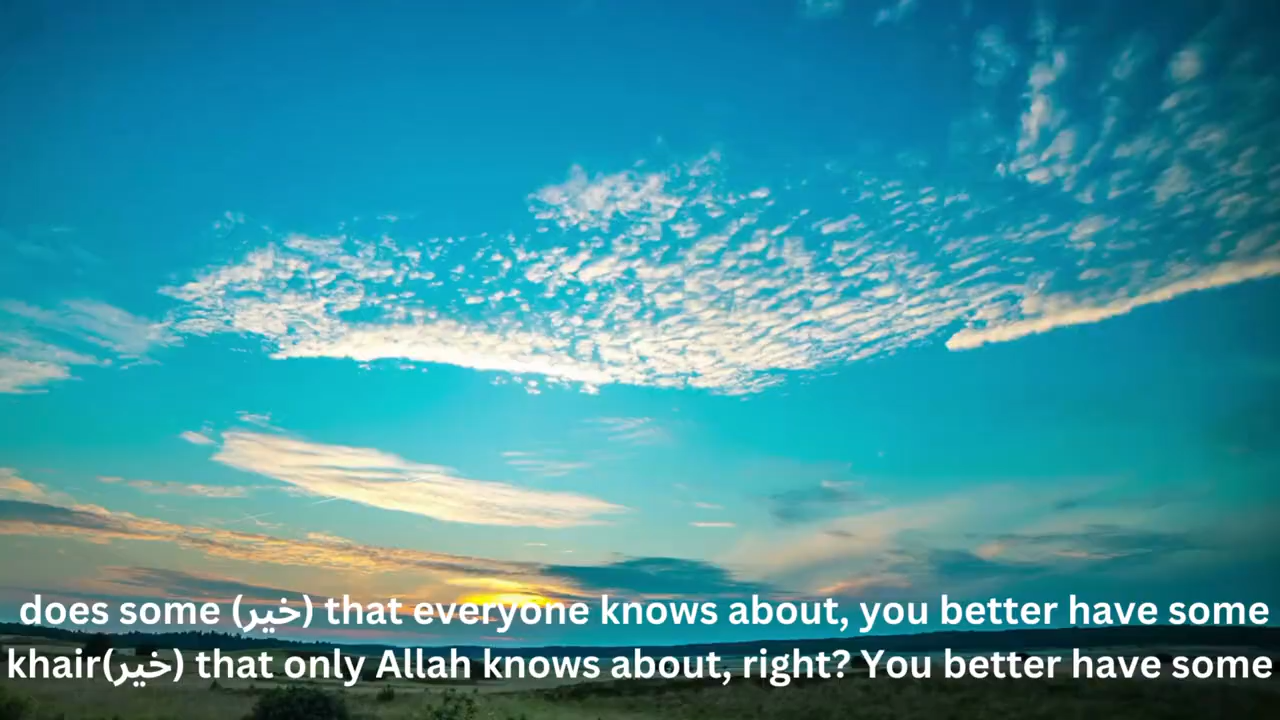 does some (خير) that everyone knows about, you better have some
khair(خير) that only Allah knows about, right? You better have some